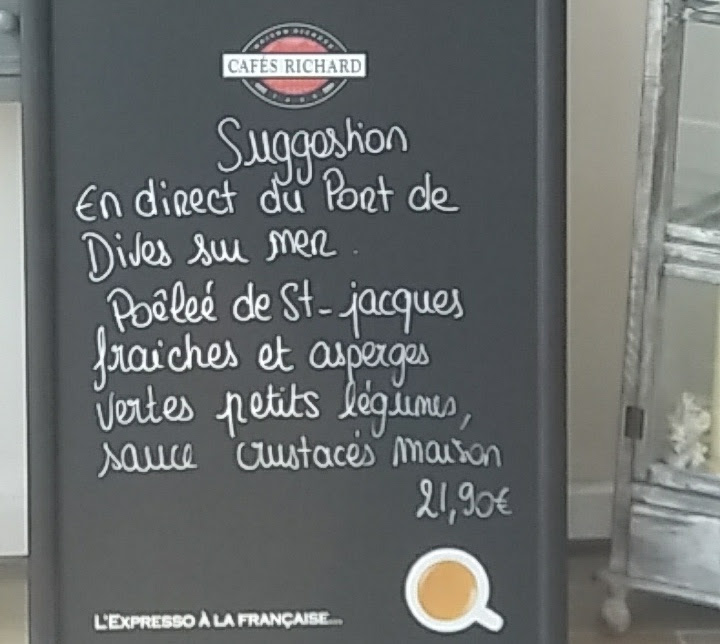 CAFÉS RICHARD
Suggestion
En direct du Port de
Dives sur mer.
Poêleé de St-jacques
fraiches et asperges
vertes petits légumes,
sauce crustacés maison
21,90€
L'EXPRESSO À LA FRANÇAISE...